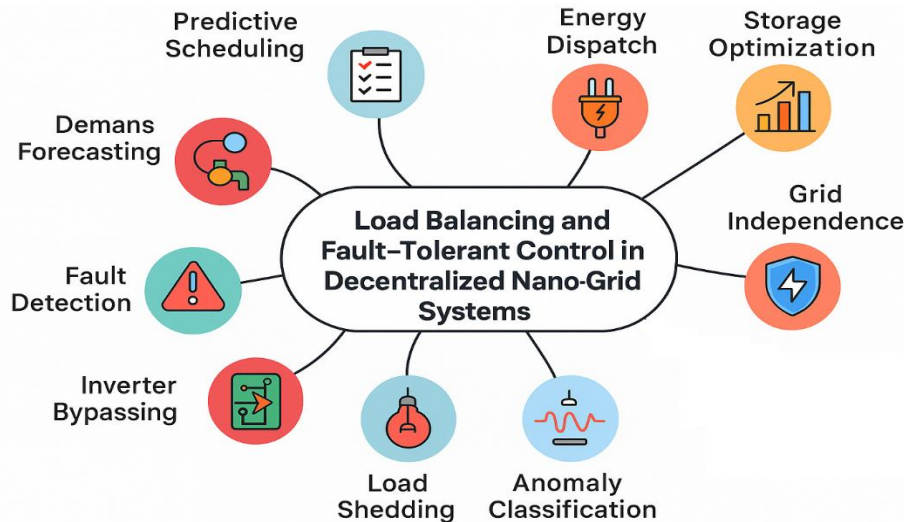 Predictive
Scheduling
Energy
Dispatch
Storage
Optimization
Demans
Forecasting
Grid
Independence
Load Balancing and
Fault–Tolerant Control in
Decentralized Nano-Grid
Systems
Fault
Detection
Inverter
Bypassing
Load
Shedding
Anomaly
Classification